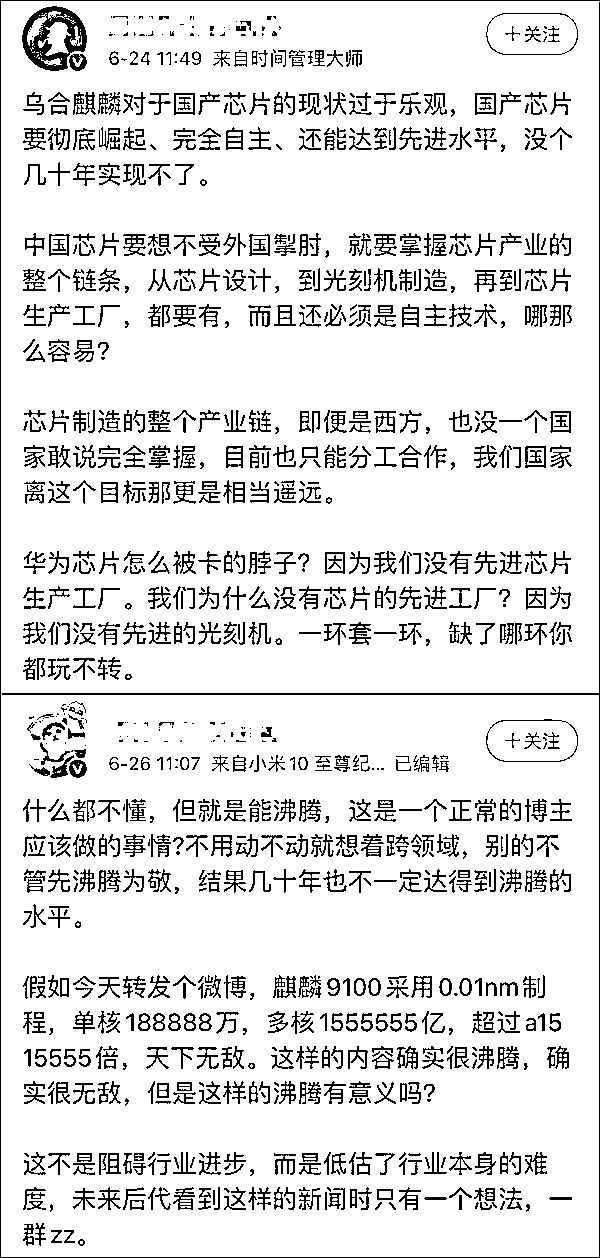 +关注
6-24 11:49 来自时间管理大师
乌合麒麟对于国产芯片的现状过于乐观，国产芯片
要彻底崛起、完全自主、还能达到先进水平，没个
几十年实现不了。
中国芯片要想不受外国掣肘，就要掌握芯片产业的
整个链条，从芯片设计，到光刻机制造，再到芯片
生产工厂，都要有，而且还必须是自主技术，哪那
么容易?
芯片制造的整个产业链，即便是西方，也没一个国
家敢说完全掌握，目前也只能分工合作，我们国家
离这个目标那更是相当遥远。
华为芯片怎么被卡的脖子？因为我们没有先进芯片
生产工厂。我们为什么没有芯片的先进工厂？因为
我们没有先进的光刻机。一环套一环，缺了哪环你
都玩不转。
+关注
6-26 11:07 来自小米10 至尊纪... 已编辑
什么都不懂，但就是能沸腾，这是一个正常的博主
应该做的事情?不用动不动就想着跨领域，别的不
管先沸腾为敬，结果几十年也不一定达得到沸腾的
水平。
假如今天转发个微博，麒麟9100采用0.01nm制
程，单核188888万，多核1555555亿，超过a15
15555倍，天下无敌。这样的内容确实很沸腾，确
实很无敌，但是这样的沸腾有意义吗?
这不是阻碍行业进步，而是低估了行业本身的难
度，未来后代看到这样的新闻时只有一个想法，一
群zz。